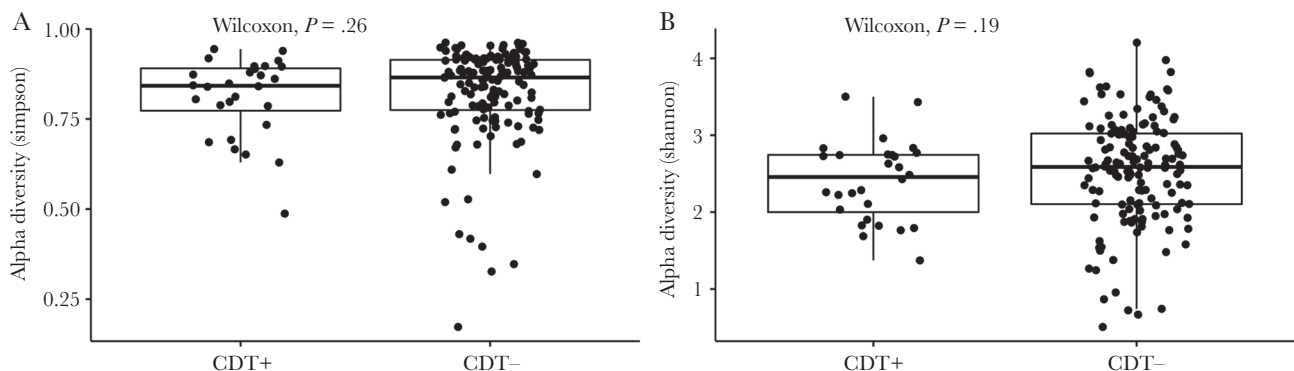 A
Wilcoxon, P = .26
Alpha diversity (simpson)
1.00
0.75
0.50
0.25
CDT+
CDT–
B
Wilcoxon, P = .19
Alpha diversity (shannon)
4
3
2
1
CDT+
CDT–